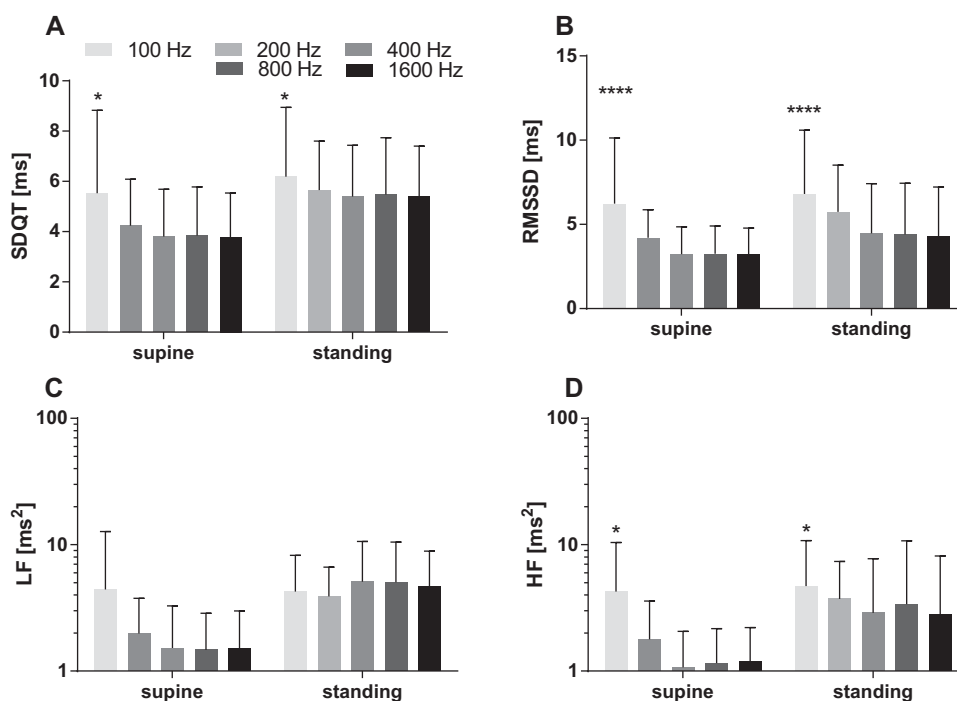 A
100 Hz 200 Hz 400 Hz
800 Hz 1600 Hz
SDQT [ms]
10
8
6
4
2
0
* *
supine standing
B
RMSSD [ms]
15
10
5
0
**** ****
supine standing
C
LF [ms²]
100
10
1
supine standing
D
HF [ms²]
100
10
1
* *
supine standing